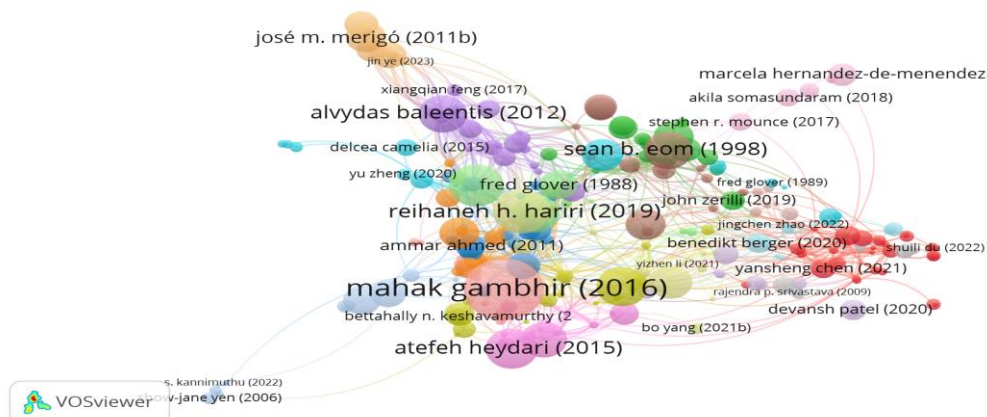 josé m. merigó (2011b)
jin ye (2023)
marcela hernandez-de-menendez
xiangqian feng (2017)
akila somasundaram (2018)
alvydas baleentis (2012)
stephen r. mounce (2017)
delcea camelia (2015)
sean b. eom (1998)
yu zheng (2020)
fred glover (1988)
fred glover (1989)
john zerilli (2019)
reihaneh h. hariri (2019)
jingchen zhao (2022)
ammar ahmed (2011)
benedikt berger (2020)
shuili du (2022)
yizhen li (2021)
yansheng chen (2021)
mahak gambhir (2016)
rajendra p. srivastava (2009)
devansh patel (2020)
bettahally n. keshavamurthy (2
bo yang (2021b)
atefeh heydari (2015)
s. kannimuthu (2022)
show-jane yen (2006)
VOSviewer